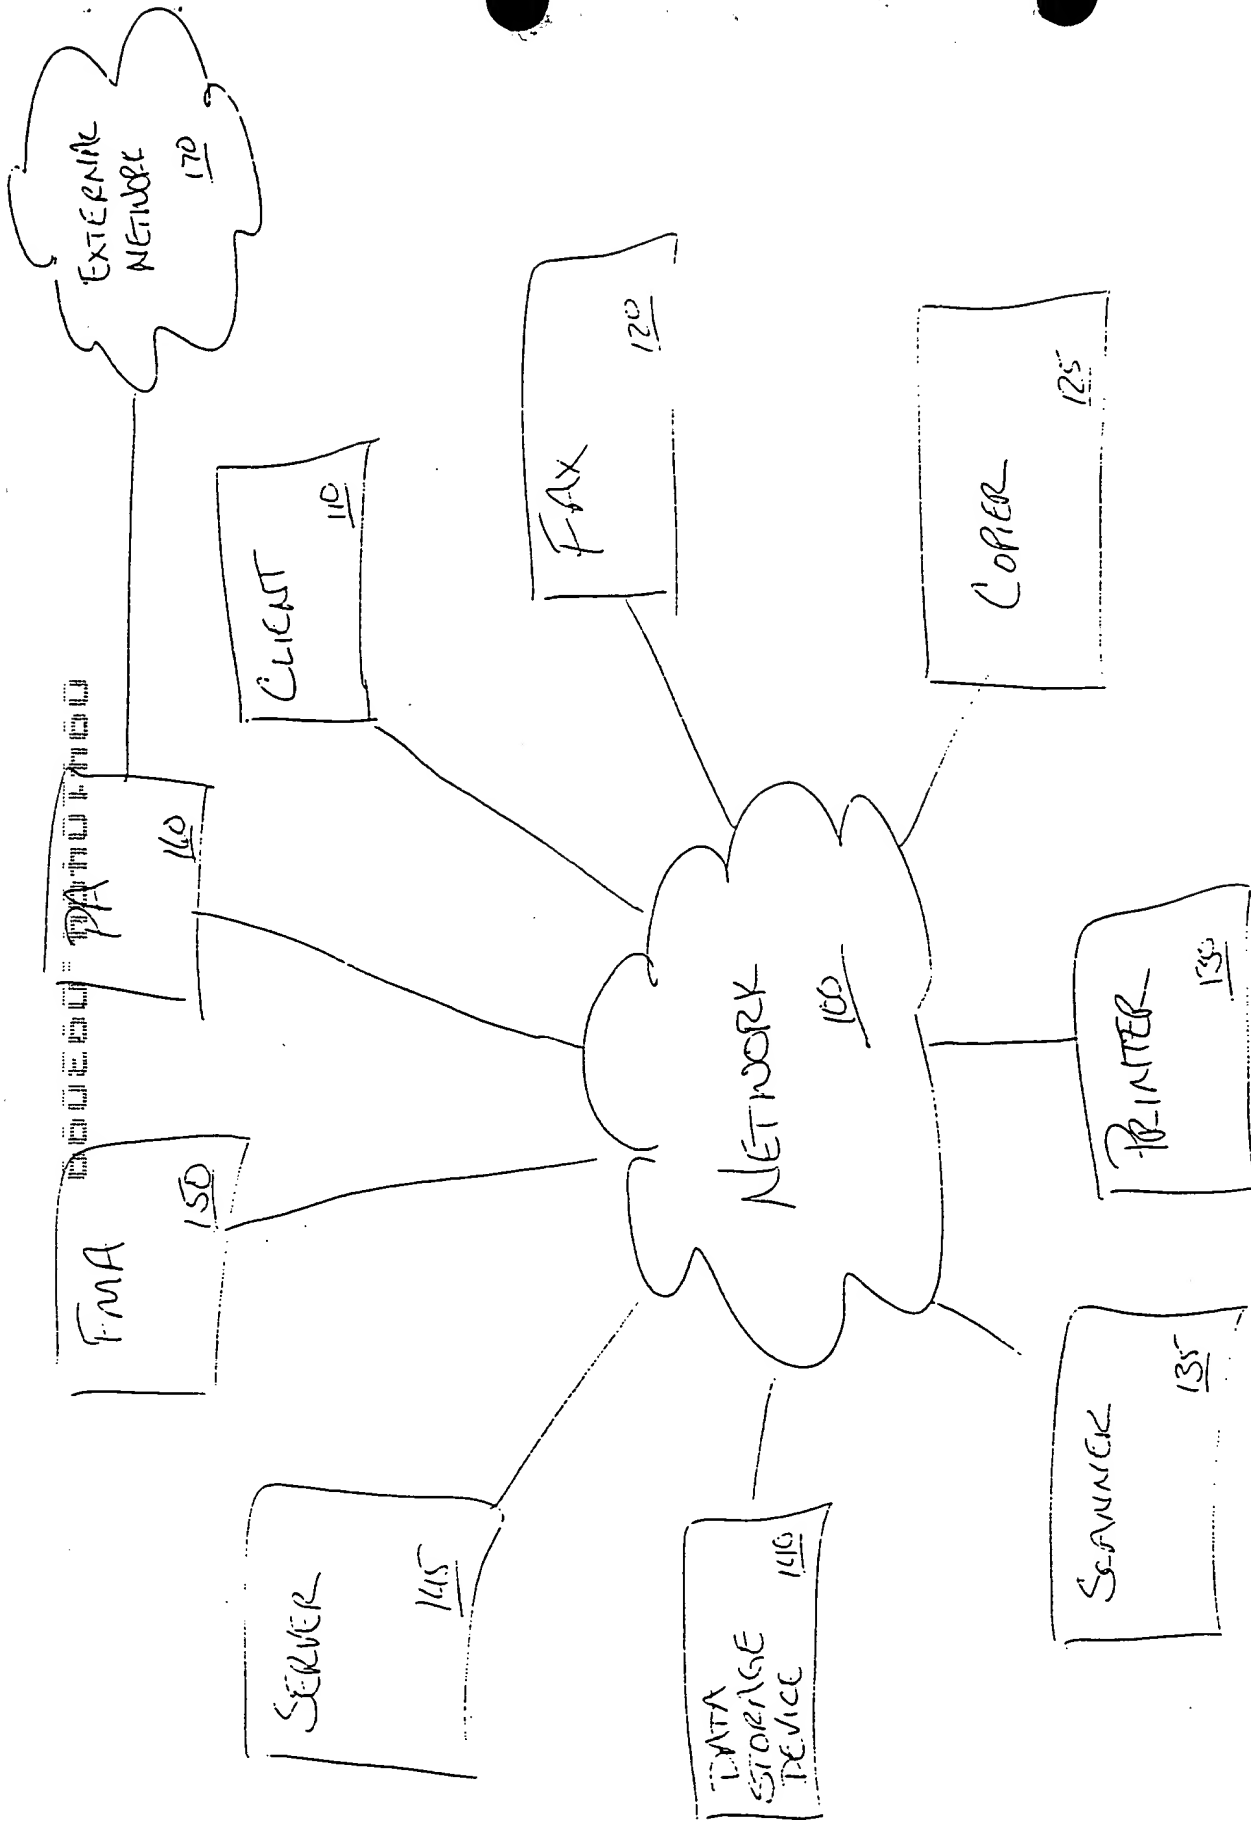 EXTERNAL
NETWORK
170
FMA
150
PA
160
CLIENT
110
SERVER
145
FAX
120
NETWORK
100
DATA
STORAGE
DEVICE
140
COPIER
125
SCANNER
135
PRINTER
130